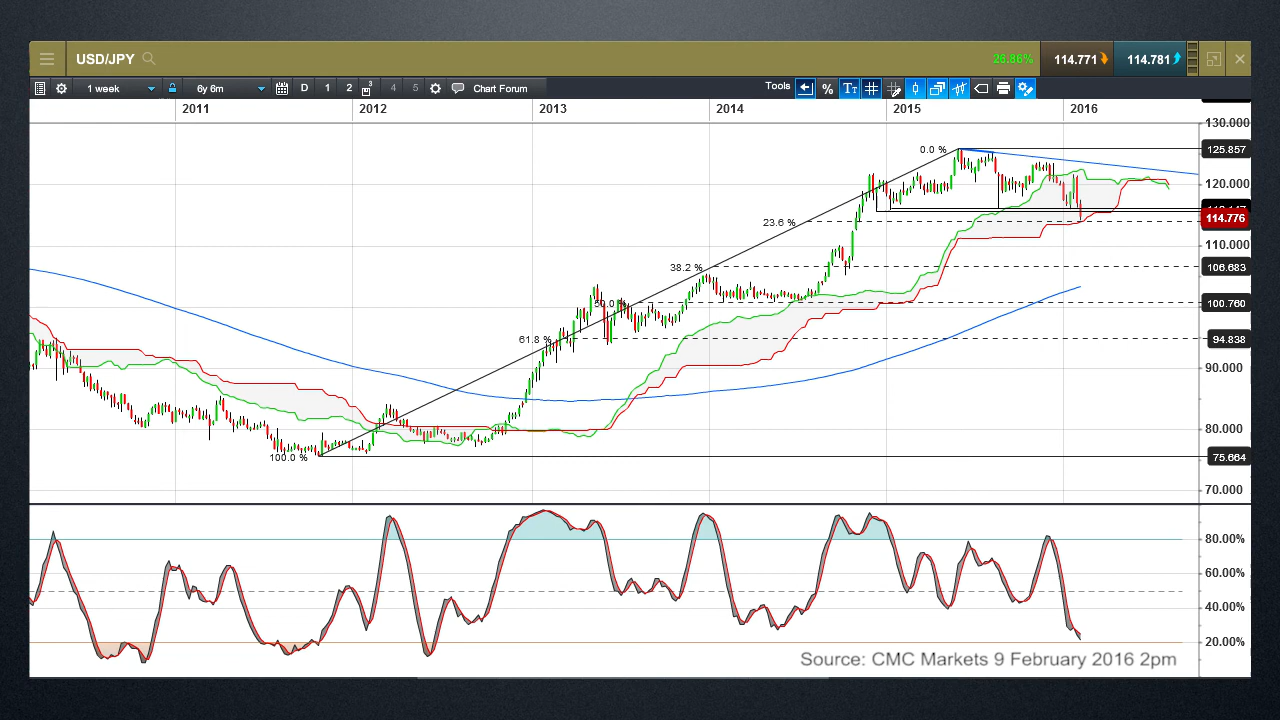 USD/JPY 26.86% 114.771 114.781
1 week 6y 6m D 1 2 3 4 5 Chart Forum Tools % TT
2011 2012 2013 2014 2015 2016
130.000
0.0 % 125.857
120.000
114.776
23.6 %
110.000
38.2 % 106.683
50.0 % 100.760
61.8 % 94.838
90.000
80.000
100.0 % 75.664
70.000
80.00%
60.00%
40.00%
20.00%
Source: CMC Markets 9 February 2016 2pm